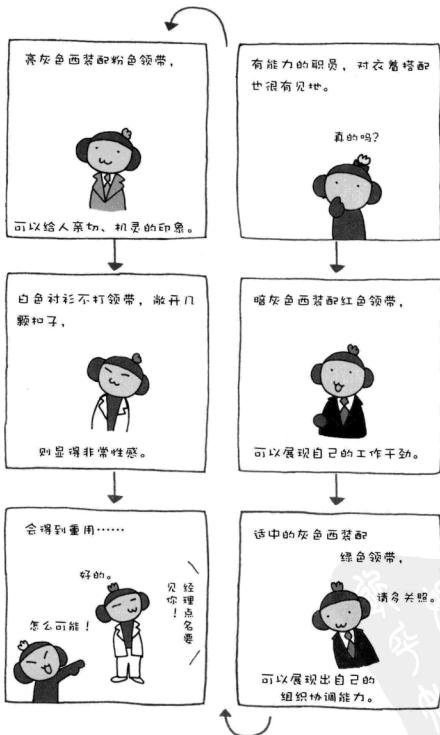 有能力的职员，对衣着搭配
也很有见地。
真的吗？
暗灰色西装配红色领带，
可以展现自己的工作干劲。
适中的灰色西装配
绿色领带，
请多关照。
可以展现出自己的
组织协调能力。
亮灰色西装配粉色领带，
可以给人亲切、机灵的印象。
白色衬衫不打领带，敞开几
颗扣子，
则显得非常性感。
会得到重用……
经理点名要
见你！
好的。
怎么可能！